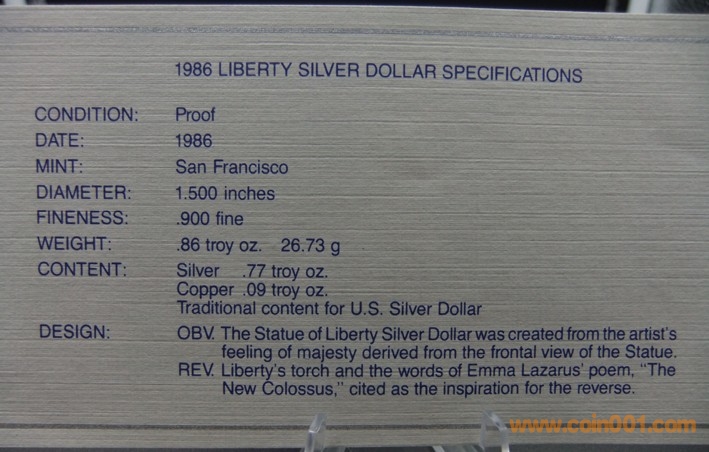 1986 LIBERTY SILVER DOLLAR SPECIFICATIONS
CONDITION: Proof
DATE: 1986
MINT: San Francisco
DIAMETER: 1.500 inches
FINENESS: .900 fine
WEIGHT: .86 troy oz. 26.73 g
CONTENT: Silver .77 troy oz.
Copper .09 troy oz.
Traditional content for U.S. Silver Dollar
DESIGN: OBV. The Statue of Liberty Silver Dollar was created from the artist's
feeling of majesty derived from the frontal view of the Statue.
REV. Liberty's torch and the words of Emma Lazarus' poem, "The
New Colossus," cited as the inspiration for the reverse.
www.coin001.com